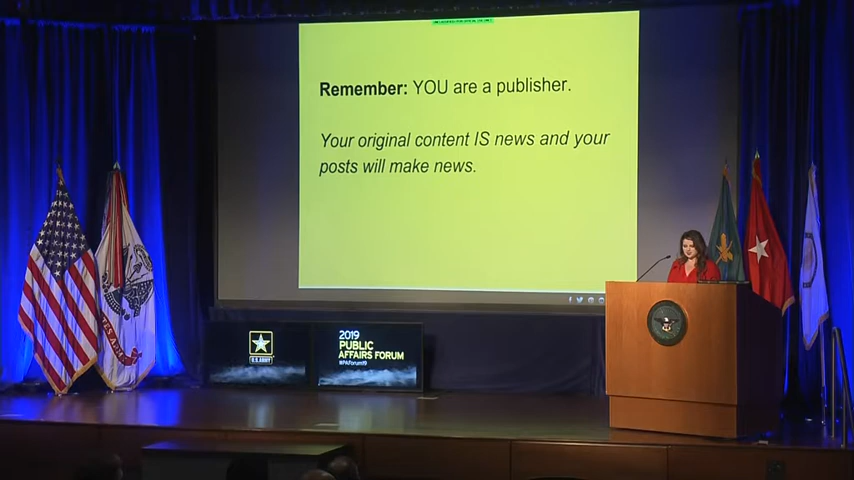 Remember: YOU are a publisher.
Your original content IS news and your
posts will make news.
U.S. ARMY
2019
PUBLIC
AFFAIRS FORUM
#PAForum19